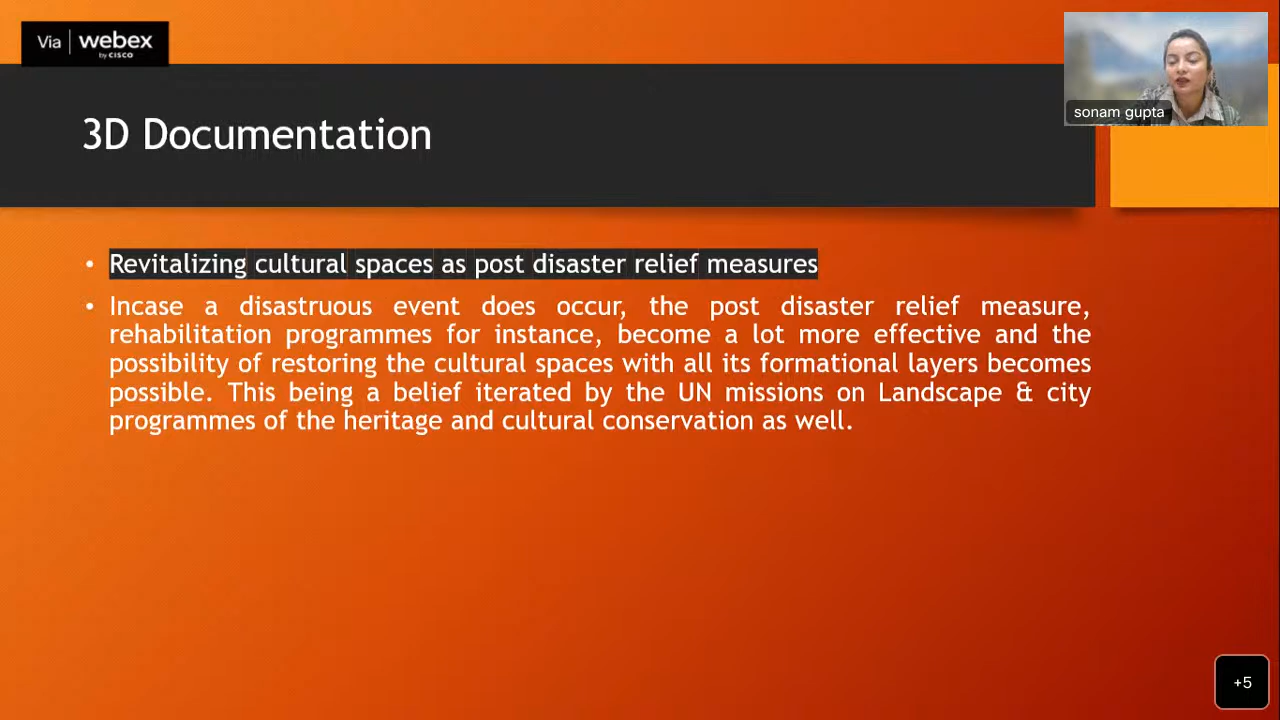 Via webex
by CISCO
sonam gupta
3D Documentation
• Revitalizing cultural spaces as post disaster relief measures
• Incase a disastruous event does occur, the post disaster relief measure,
rehabilitation programmes for instance, become a lot more effective and the
possibility of restoring the cultural spaces with all its formational layers becomes
possible. This being a belief iterated by the UN missions on Landscape & city
programmes of the heritage and cultural conservation as well.
+5